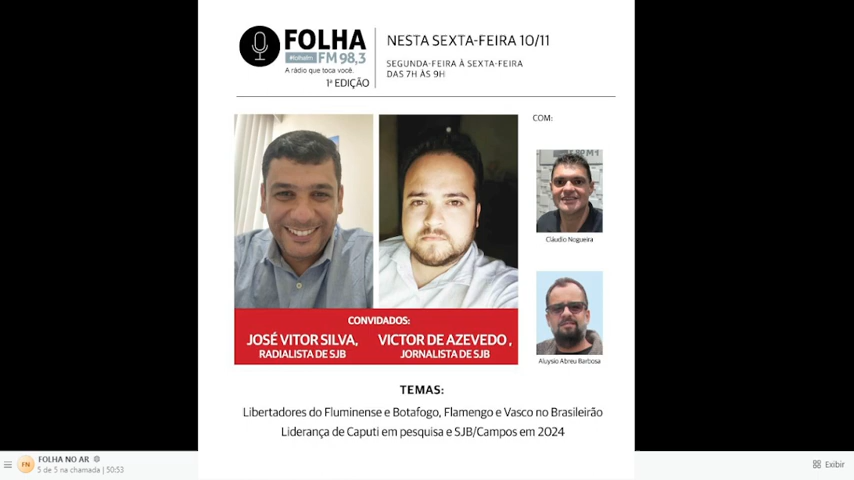 FOLHA
#folhafm FM 98,3
A rádio que toca você.
1ª EDIÇÃO
NESTA SEXTA-FEIRA 10/11
SEGUNDA-FEIRA À SEXTA-FEIRA
DAS 7H ÀS 9H
COM:
Cláudio Nogueira
Aluysio Abreu Barbosa
CONVIDADOS:
JOSÉ VITOR SILVA,
RADIALISTA DE SJB
VICTOR DE AZEVEDO ,
JORNALISTA DE SJB
TEMAS:
Libertadores do Fluminense e Botafogo, Flamengo e Vasco no Brasileirão
Liderança de Caputi em pesquisa e SJB/Campos em 2024
FN
FOLHA NO AR
5 de 5 na chamada | 50:53
Exibir